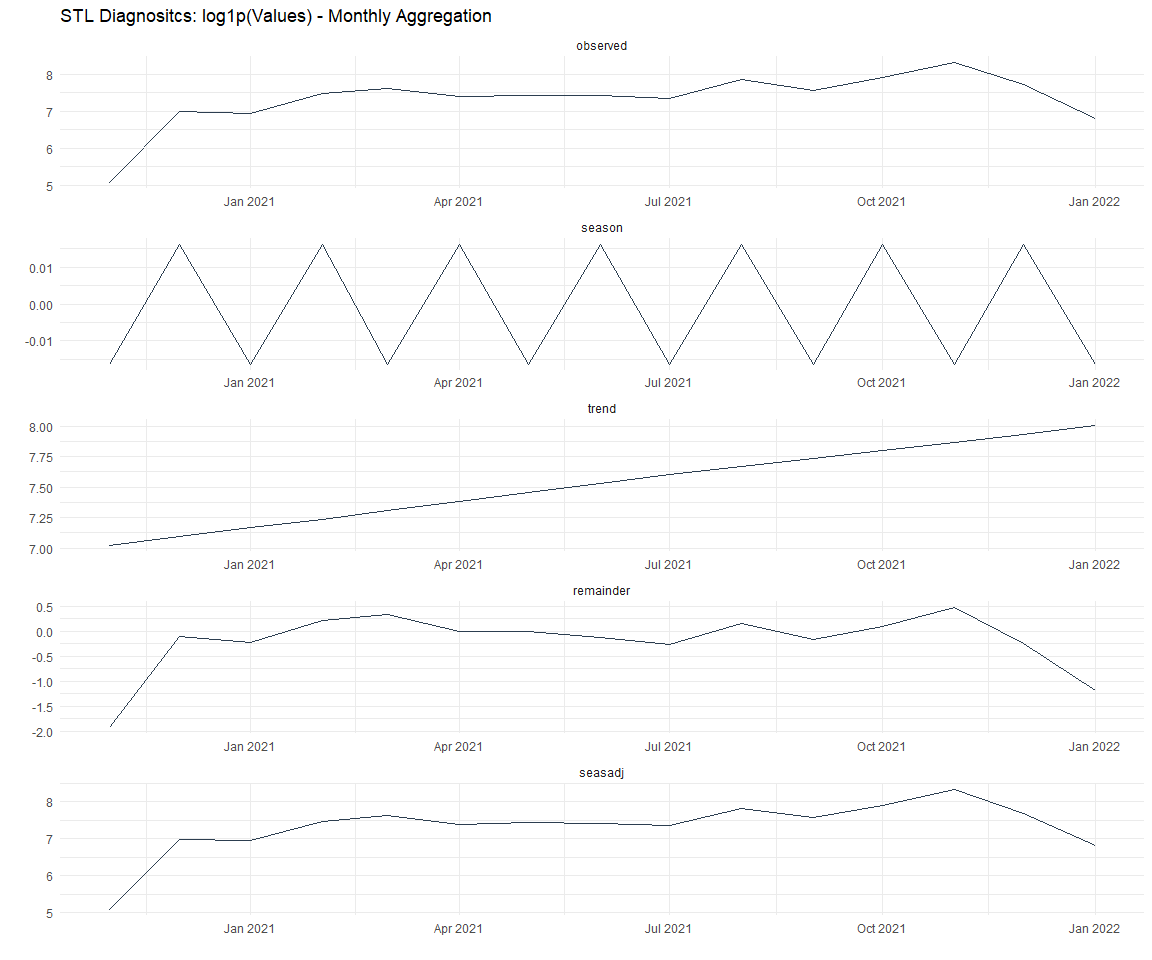 STL Diagnositcs: log1p(Values) - Monthly Aggregation
observed
8
7
6
5
Jan 2021 Apr 2021 Jul 2021 Oct 2021 Jan 2022
season
0.01
0.00
-0.01
Jan 2021 Apr 2021 Jul 2021 Oct 2021 Jan 2022
trend
8.00
7.75
7.50
7.25
7.00
Jan 2021 Apr 2021 Jul 2021 Oct 2021 Jan 2022
remainder
0.5
0.0
-0.5
-1.0
-1.5
-2.0
Jan 2021 Apr 2021 Jul 2021 Oct 2021 Jan 2022
seasadj
8
7
6
5
Jan 2021 Apr 2021 Jul 2021 Oct 2021 Jan 2022